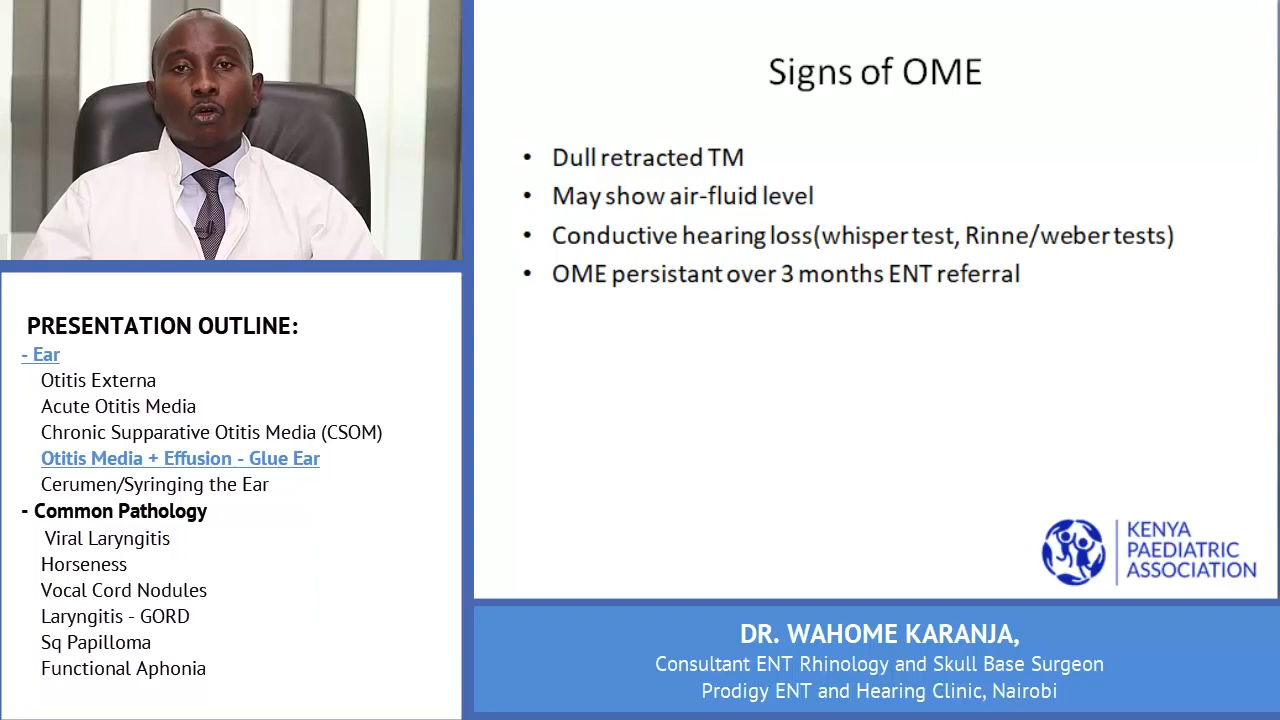 Signs of OME
• Dull retracted TM
• May show air-fluid level
• Conductive hearing loss(whisper test, Rinne/weber tests)
• OME persistant over 3 months ENT referral
PRESENTATION OUTLINE:
- Ear
Otitis Externa
Acute Otitis Media
Chronic Supparative Otitis Media (CSOM)
Otitis Media + Effusion - Glue Ear
Cerumen/Syringing the Ear
- Common Pathology
Viral Laryngitis
Horseness
Vocal Cord Nodules
Laryngitis - GORD
Sq Papilloma
Functional Aphonia
KENYA
PAEDIATRIC
ASSOCIATION
DR. WAHOME KARANJA,
Consultant ENT Rhinology and Skull Base Surgeon
Prodigy ENT and Hearing Clinic, Nairobi